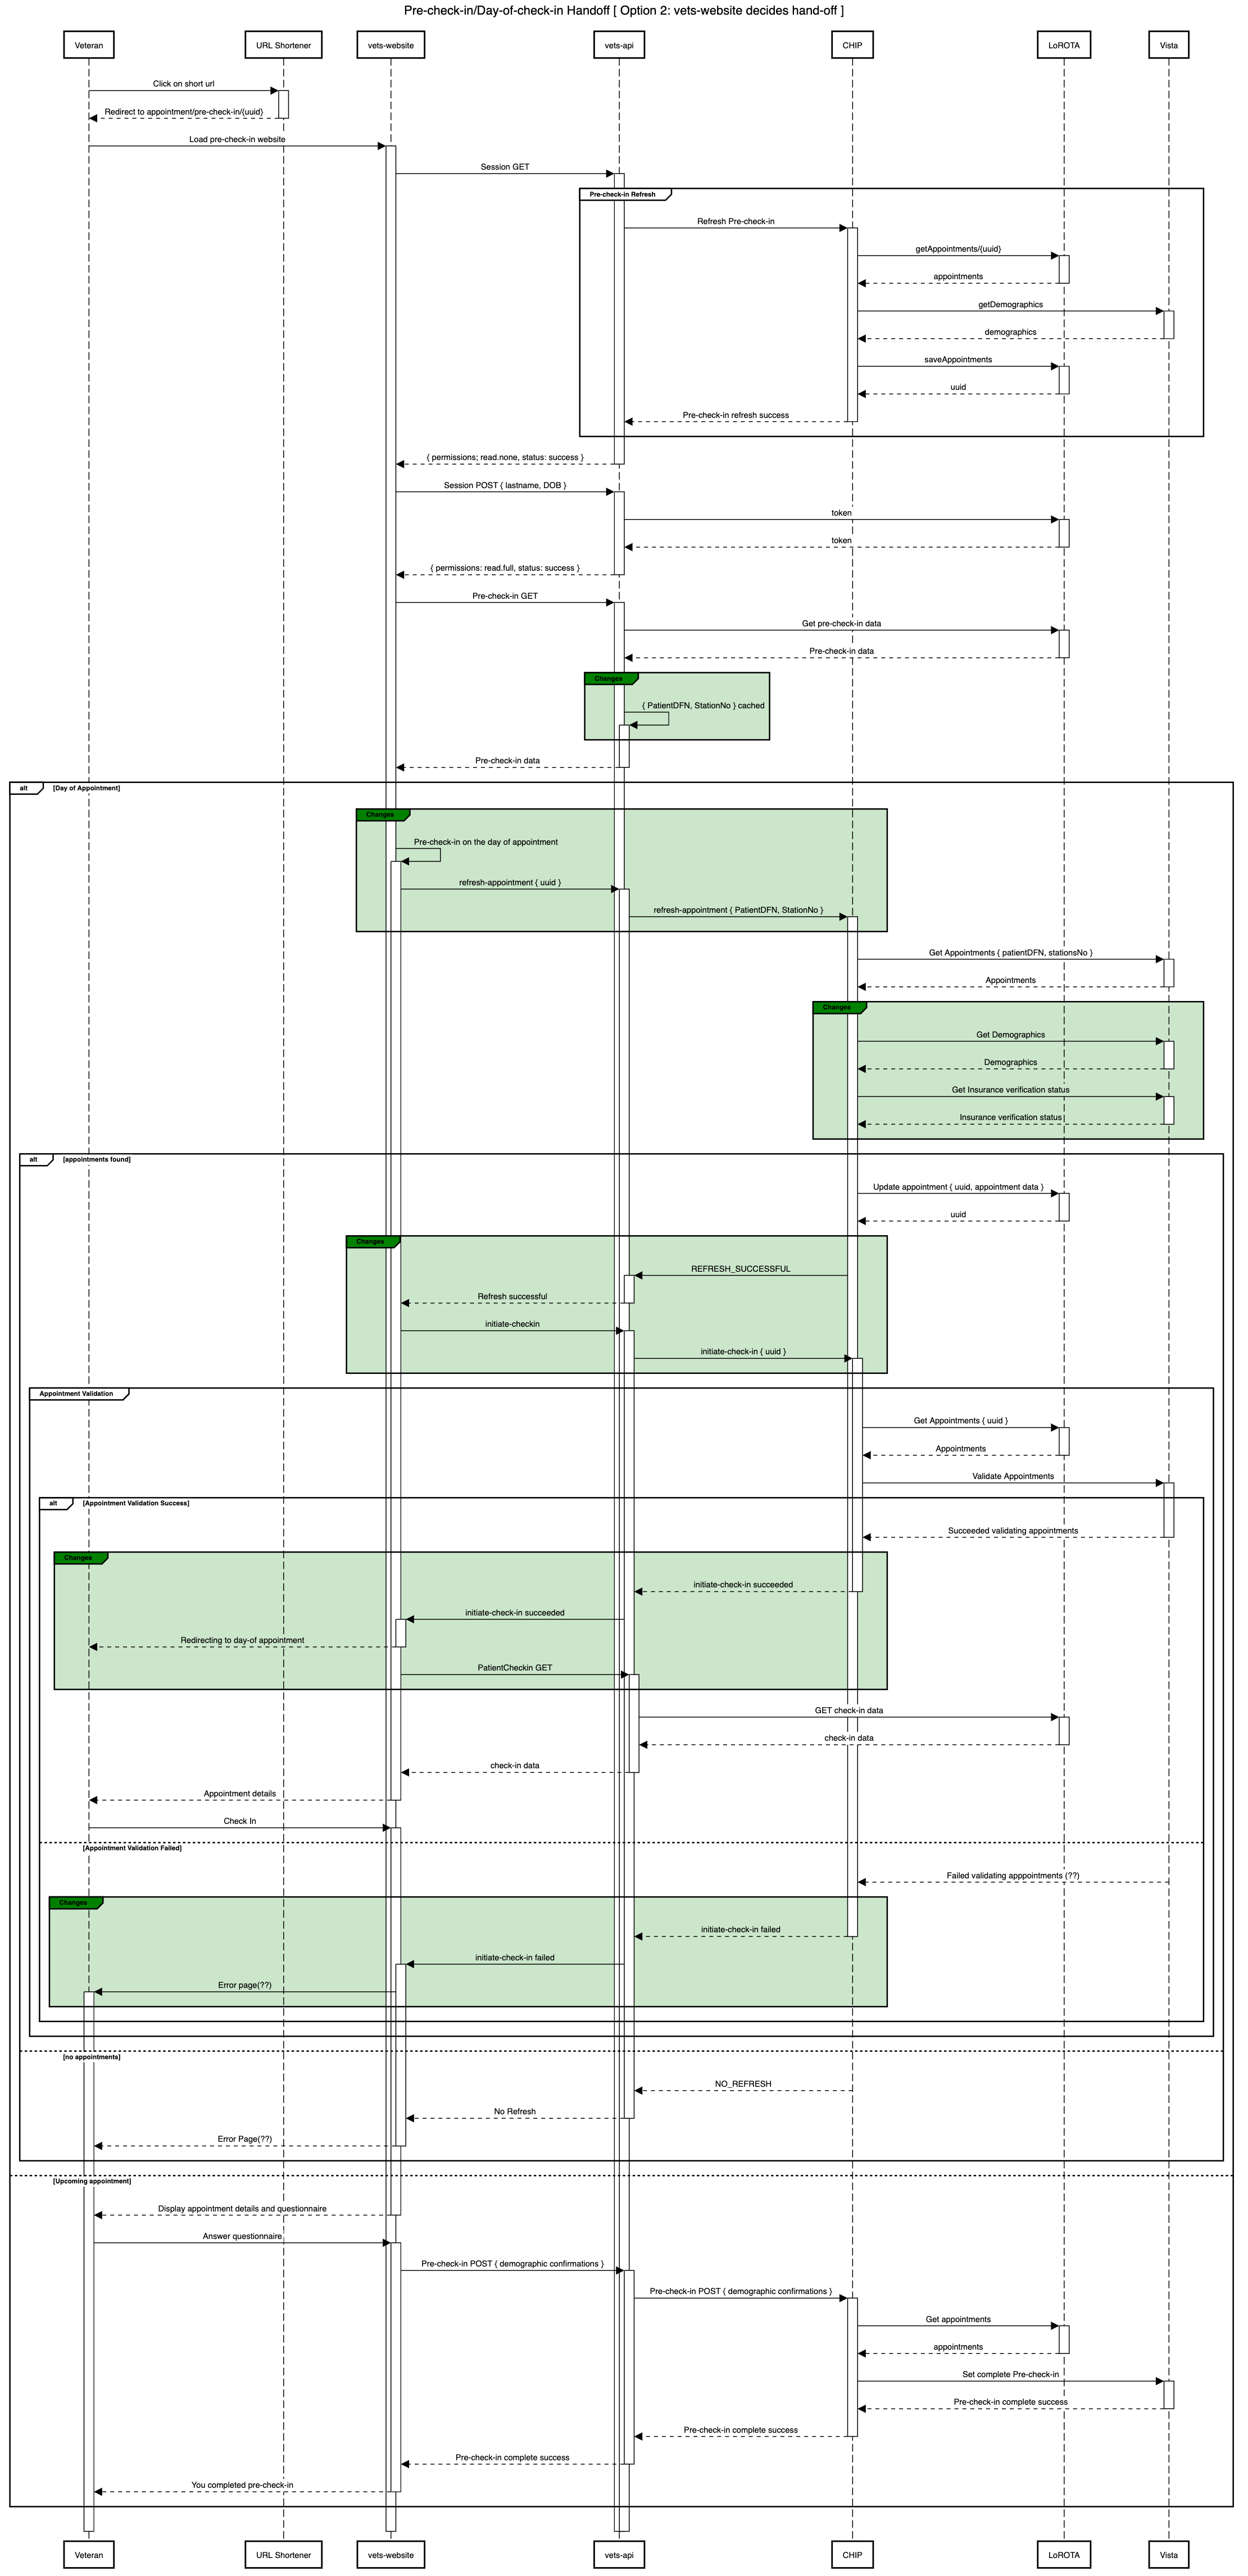 Pre-check-in/Day-of-check-in Handoff [ Option 2: vets-website decides hand-off ]
Veteran
URL Shortener
vets-website
vets-api
CHIP
LoROTA
Vista
Click on short url
Redirect to appointment/pre-check-in/{uuid}
Load pre-check-in website
Session GET
Pre-check-in Refresh
Refresh Pre-check-in
getAppointments/{uuid}
appointments
getDemographics
demographics
saveAppointments
uuid
Pre-check-in refresh success
{ permissions; read.none, status: success }
Session POST { lastname, DOB }
token
token
{ permissions: read.full, status: success }
Pre-check-in GET
Get pre-check-in data
Pre-check-in data
Changes
{ PatientDFN, StationNo } cached
Pre-check-in data
alt
[Day of Appointment]
Changes
Pre-check-in on the day of appointment
refresh-appointment { uuid }
refresh-appointment { PatientDFN, StationNo }
Get Appointments { patientDFN, stationsNo }
Appointments
Changes
Get Demographics
Demographics
Get Insurance verification status
Insurance verification status
alt
[appointments found]
Update appointment { uuid, appointment data }
uuid
Changes
REFRESH_SUCCESSFUL
Refresh successful
initiate-checkin
initiate-check-in { uuid }
Appointment Validation
Get Appointments { uuid }
Appointments
Validate Appointments
alt
[Appointment Validation Success]
Succeeded validating appointments
Changes
initiate-check-in succeeded
initiate-check-in succeeded
Redirecting to day-of appointment
PatientCheckin GET
GET check-in data
check-in data
check-in data
Appointment details
Check In
[Appointment Validation Failed]
Failed validating apppointments (??)
Changes
initiate-check-in failed
initiate-check-in failed
Error page(??)
[no appointments]
NO_REFRESH
No Refresh
Error Page(??)
[Upcoming appointment]
Display appointment details and questionnaire
Answer questionnaire
Pre-check-in POST { demographic confirmations }
Pre-check-in POST { demographic confirmations }
Get appointments
appointments
Set complete Pre-check-in
Pre-check-in complete success
Pre-check-in complete success
Pre-check-in complete success
You completed pre-check-in
Veteran
URL Shortener
vets-website
vets-api
CHIP
LoROTA
Vista